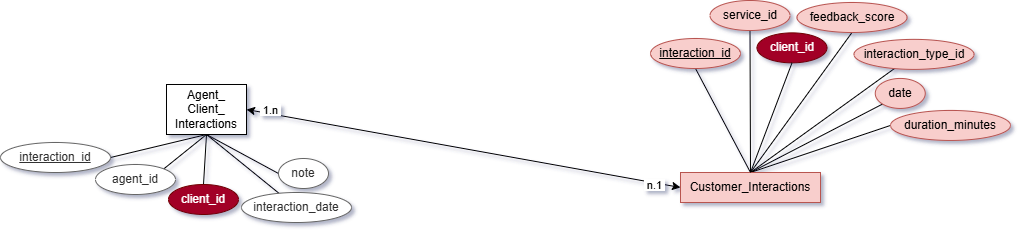 service_id
feedback_score
interaction_id
client_id
interaction_type_id
Agent_
Client_
Interactions
1.n
date
duration_minutes
interaction_id
agent_id
note
client_id
interaction_date
n.1
Customer_Interactions